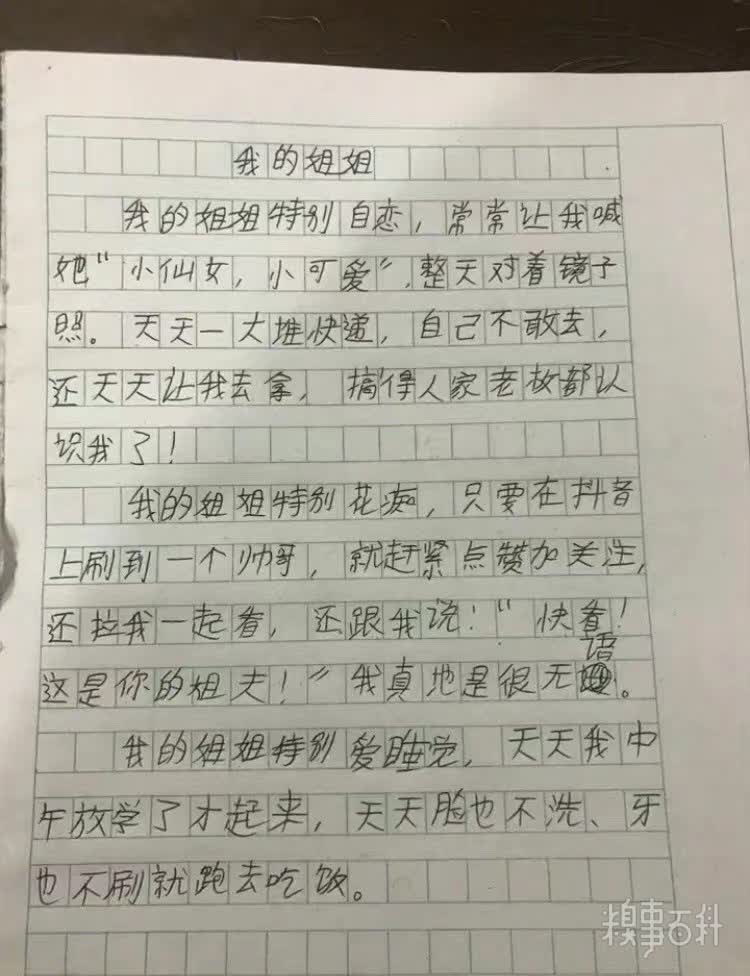 我的姐姐
我的姐姐特别自恋，常常让我喊
她“小仙女，小可爱”，整天对着镜子
照。天天一大堆快递，自己不敢去，
还天天让我去拿，搞得人家老板都认
识我了！
我的姐姐特别花痴，只要在抖音
上刷到一个帅哥，就赶紧点赞加关注，
还拉我一起看，还跟我说！“快看！
这是你的姐夫！”我真地是很无语。
我的姐姐特别爱睡觉，天天我中
午放学了才起来，天天脸也不洗、牙
也不刷就跑去吃饭。
糗事百科